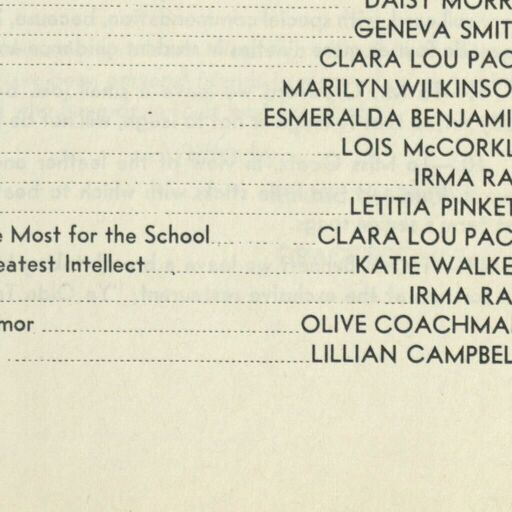 DAISY MORR
GENEVA SMIT
CLARA LOU PAC
MARILYN WILKINSO
ESMERALDA BENJAMI
LOIS McCORKL
IRMA RA
LETITIA PINKET
e Most for the School CLARA LOU PAC
eatest Intellect KATIE WALKE
IRMA RA
mor OLIVE COACHMA
LILLIAN CAMPBEL